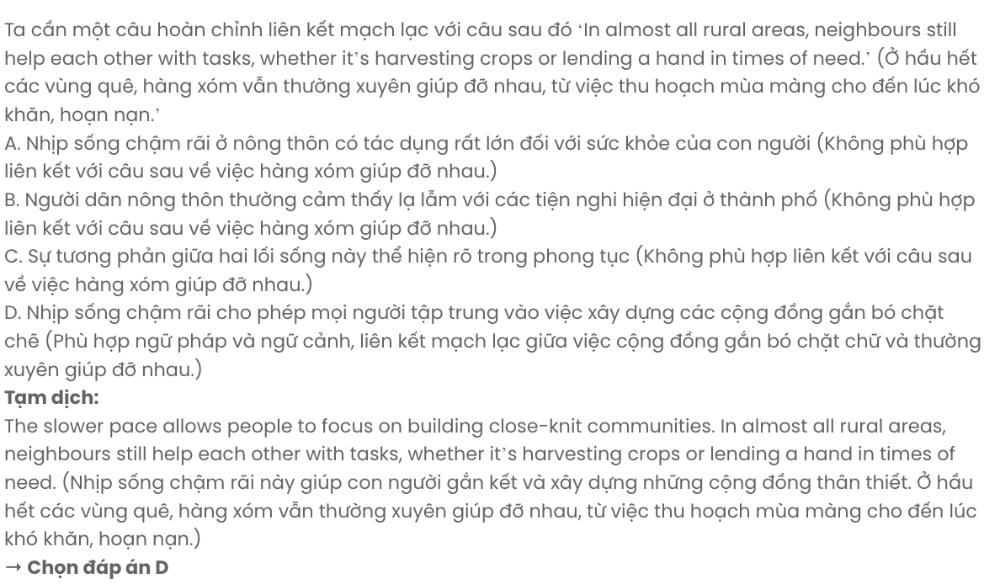 Ta cần một câu hoàn chỉnh liên kết mạch lạc với câu sau đó ‘In almost all rural areas, neighbours still
help each other with tasks, whether it’s harvesting crops or lending a hand in times of need.’ (Ở hầu hết
các vùng quê, hàng xóm vẫn thường xuyên giúp đỡ nhau, từ việc thu hoạch mùa màng cho đến lúc khó
khăn, hoạn nạn.’
A. Nhịp sống chậm rãi ở nông thôn có tác dụng rất lớn đối với sức khỏe của con người (Không phù hợp
liên kết với câu sau về việc hàng xóm giúp đỡ nhau.)
B. Người dân nông thôn thường cảm thấy lạ lẫm với các tiện nghi hiện đại ở thành phố (Không phù hợp
liên kết với câu sau về việc hàng xóm giúp đỡ nhau.)
C. Sự tương phản giữa hai lối sống này thể hiện rõ trong phong tục (Không phù hợp liên kết với câu sau
về việc hàng xóm giúp đỡ nhau.)
D. Nhịp sống chậm rãi cho phép mọi người tập trung vào việc xây dựng các cộng đồng gắn bó chặt
chẽ (Phù hợp ngữ pháp và ngữ cảnh, liên kết mạch lạc giữa việc cộng đồng gắn bó chặt chữ và thường
xuyên giúp đỡ nhau.)
Tạm dịch:
The slower pace allows people to focus on building close-knit communities. In almost all rural areas,
neighbours still help each other with tasks, whether it’s harvesting crops or lending a hand in times of
need. (Nhịp sống chậm rãi này giúp con người gắn kết và xây dựng những cộng đồng thân thiết. Ở hầu
hết các vùng quê, hàng xóm vẫn thường xuyên giúp đỡ nhau, từ việc thu hoạch mùa màng cho đến lúc
khó khăn, hoạn nạn.)
→ Chọn đáp án D